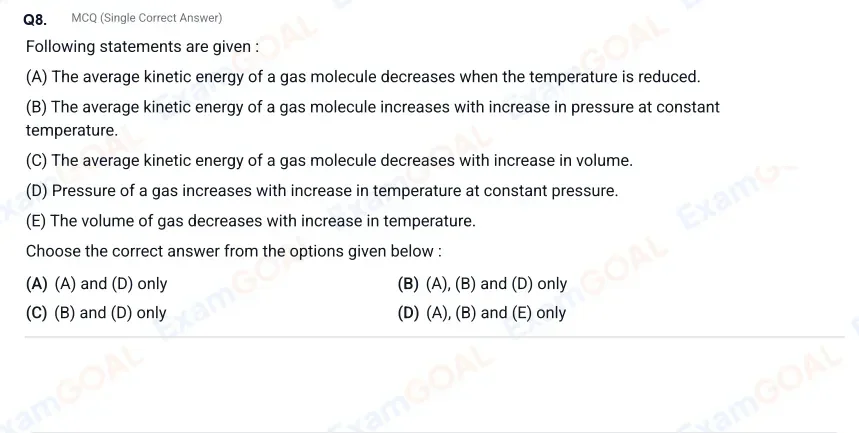 Q8. MCQ (Single Correct Answer)
Following statements are given :
(A) The average kinetic energy of a gas molecule decreases when the temperature is reduced.
(B) The average kinetic energy of a gas molecule increases with increase in pressure at constant
temperature.
(C) The average kinetic energy of a gas molecule decreases with increase in volume.
(D) Pressure of a gas increases with increase in temperature at constant pressure.
(E) The volume of gas decreases with increase in temperature.
Choose the correct answer from the options given below :
(A) (A) and (D) only
(B) (A), (B) and (D) only
(C) (B) and (D) only
(D) (A), (B) and (E) only